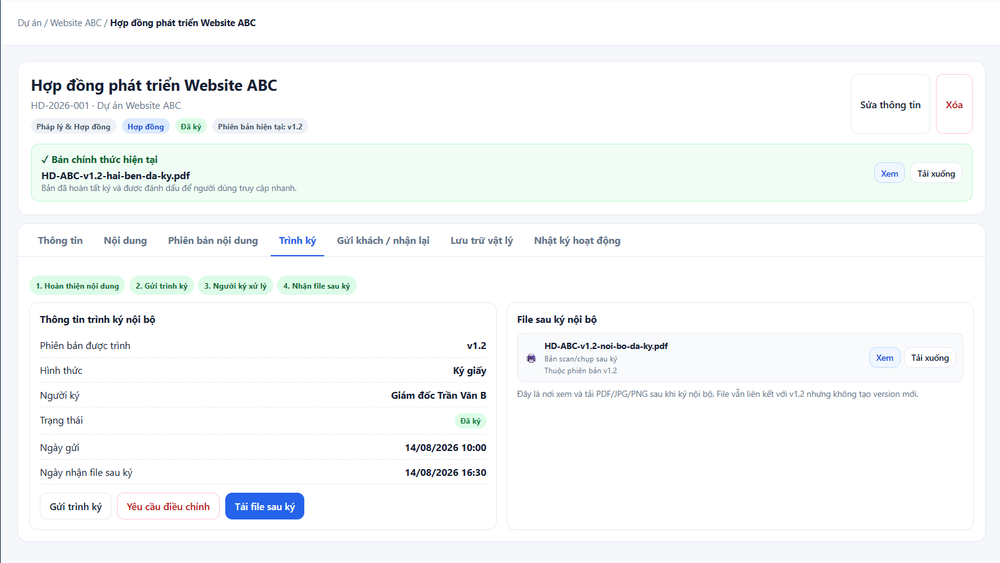 Dự án / Website ABC / Hợp đồng phát triển Website ABC
Hợp đồng phát triển Website ABC
HD-2026-001 · Dự án Website ABC
Pháp lý & Hợp đồng
Hợp đồng
Đã ký
Phiên bản hiện tại: v1.2
Sửa thông tin
Xóa
✓ Bản chính thức hiện tại
HD-ABC-v1.2-hai-ben-da-ky.pdf
Bản đã hoàn tất ký và được đánh dấu để người dùng truy cập nhanh.
Xem
Tải xuống
Thông tin
Nội dung
Phiên bản nội dung
Trình ký
Gửi khách / nhận lại
Lưu trữ vật lý
Nhật ký hoạt động
1. Hoàn thiện nội dung
2. Gửi trình ký
3. Người ký xử lý
4. Nhận file sau ký
Thông tin trình ký nội bộ
Phiên bản được trình v1.2
Hình thức Ký giấy
Người ký Giám đốc Trần Văn B
Trạng thái Đã ký
Ngày gửi 14/08/2026 10:00
Ngày nhận file sau ký 14/08/2026 16:30
Gửi trình ký
Yêu cầu điều chỉnh
Tải file sau ký
File sau ký nội bộ
HD-ABC-v1.2-noi-bo-da-ky.pdf
Bản scan/chụp sau ký
Thuộc phiên bản v1.2
Xem
Tải xuống
Đây là nơi xem và tải PDF/JPG/PNG sau khi ký nội bộ. File vẫn liên kết với v1.2 nhưng không tạo version mới.